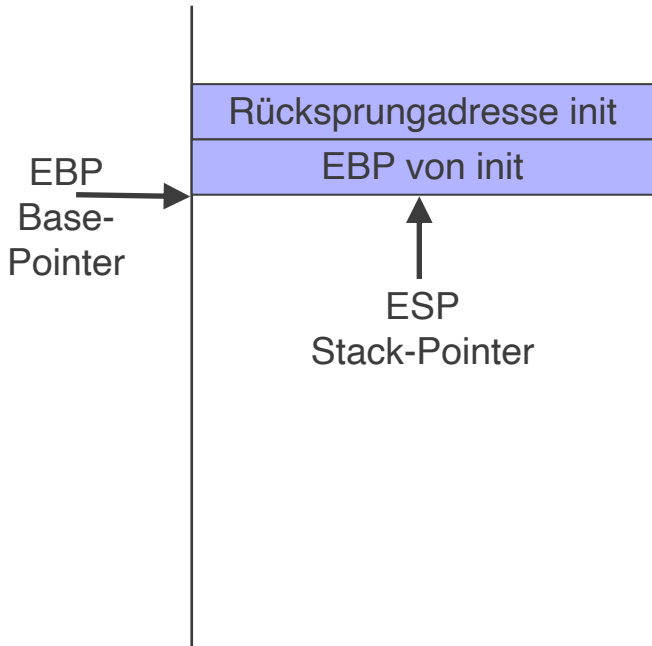 Rücksprungadresse init
EBP von init
EBP
Base-
Pointer
ESP
Stack-Pointer